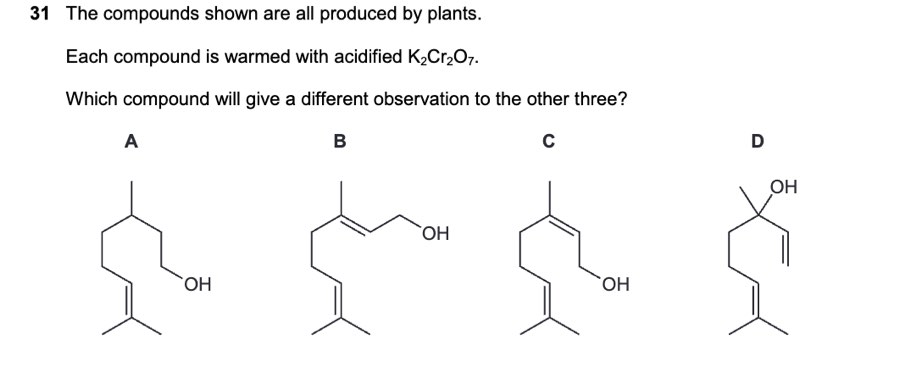 31 The compounds shown are all produced by plants.
Each compound is warmed with acidified K₂Cr₂O₇.
Which compound will give a different observation to the other three?
A B C D
OH
OH
OH
OH